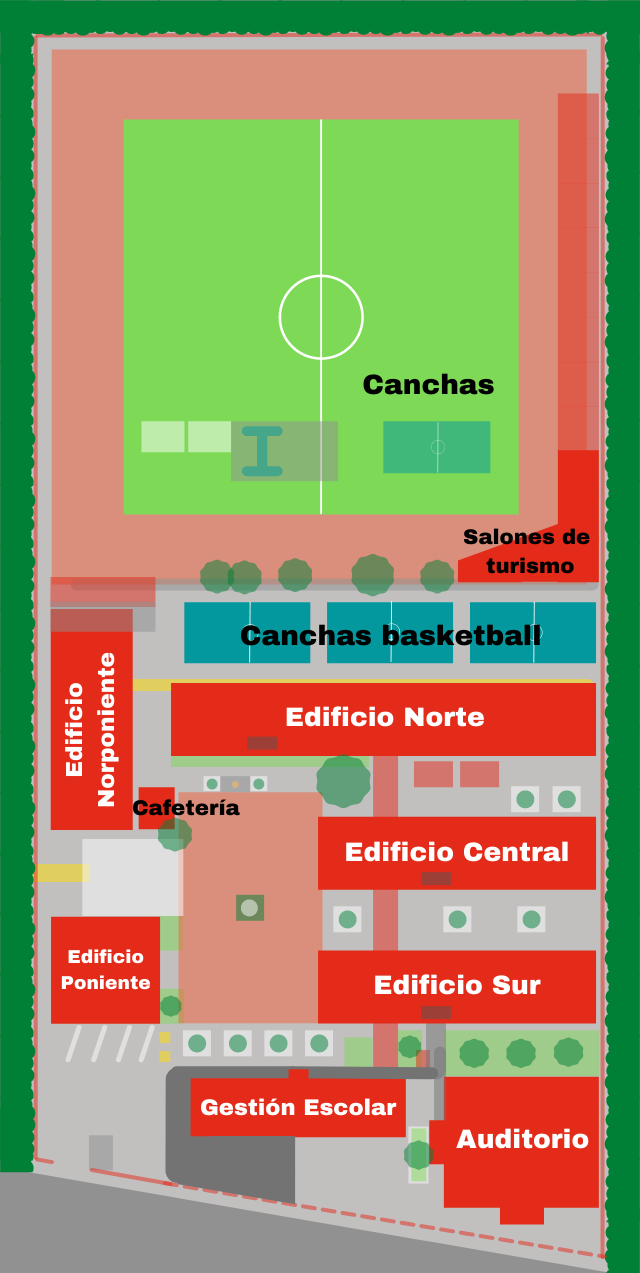 Canchas
Salones de
turismo
Canchas basketball
Edificio
Norponiente
Edificio Norte
Cafetería
Edificio Central
Edificio
Poniente
Edificio Sur
Gestión Escolar
Auditorio